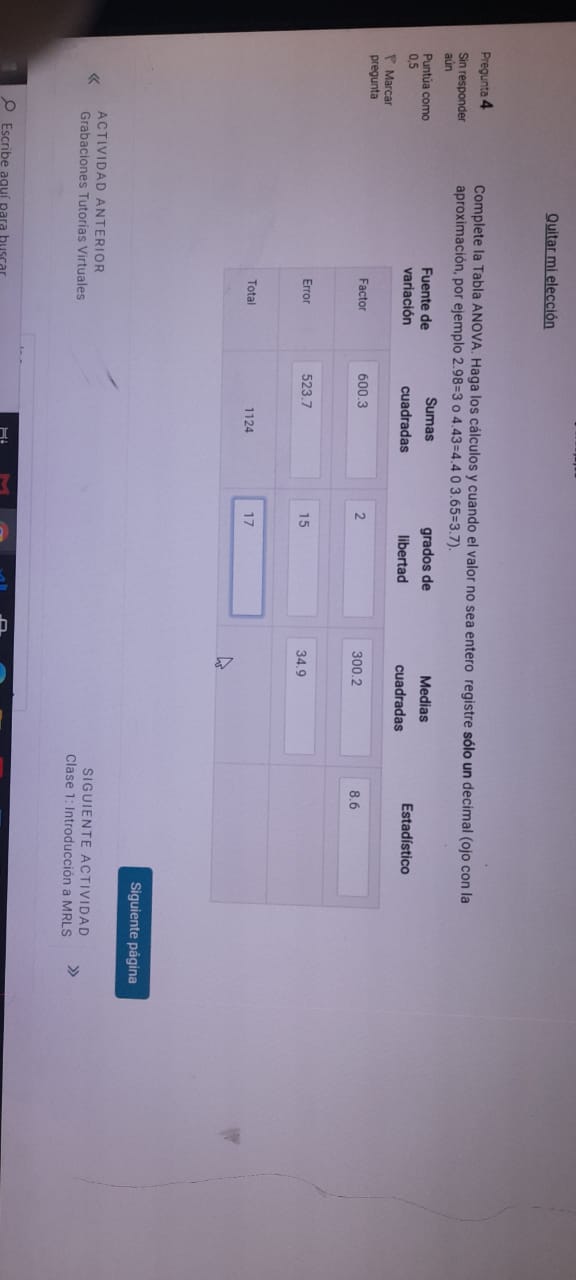 Quitar mi elección
Pregunta 4
Sin responder
aún
Puntúa como
0,5
Marcar
pregunta
Complete la Tabla ANOVA. Haga los cálculos y cuando el valor no sea entero registre sólo un decimal (ojo con la
aproximación, por ejemplo 2.98=3 o 4.43=4.4 0 3.65=3.7).
Fuente de variación Sumas cuadradas grados de libertad Medias cuadradas Estadístico
Factor 600.3 2 300.2 8.6
Error 523.7 15 34.9
Total 1124 17
Siguiente página
ACTIVIDAD ANTERIOR
Grabaciones Tutorías Virtuales
SIGUIENTE ACTIVIDAD
Clase 1: Introducción a MRLS
Escribe aquí para buscar